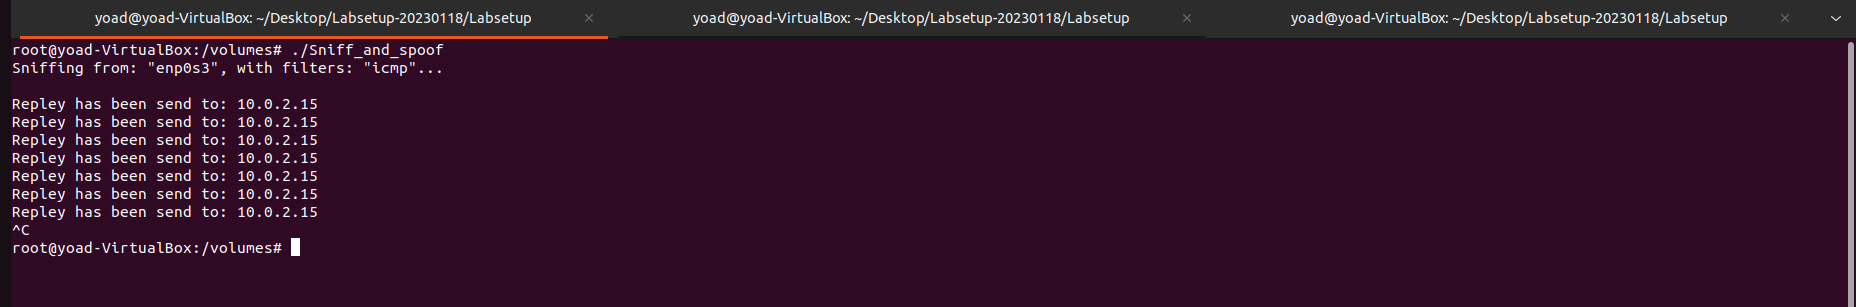 yoad@yoad-VirtualBox: ~/Desktop/Labsetup-20230118/Labsetup × yoad@yoad-VirtualBox: ~/Desktop/Labsetup-20230118/Labsetup × yoad@yoad-VirtualBox: ~/Desktop/Labsetup-20230118/Labsetup ×
root@yoad-VirtualBox:/volumes# ./Sniff_and_spoof
Sniffing from: "enp0s3", with filters: "icmp"...
Repley has been send to: 10.0.2.15
Repley has been send to: 10.0.2.15
Repley has been send to: 10.0.2.15
Repley has been send to: 10.0.2.15
Repley has been send to: 10.0.2.15
Repley has been send to: 10.0.2.15
Repley has been send to: 10.0.2.15
^C
root@yoad-VirtualBox:/volumes#